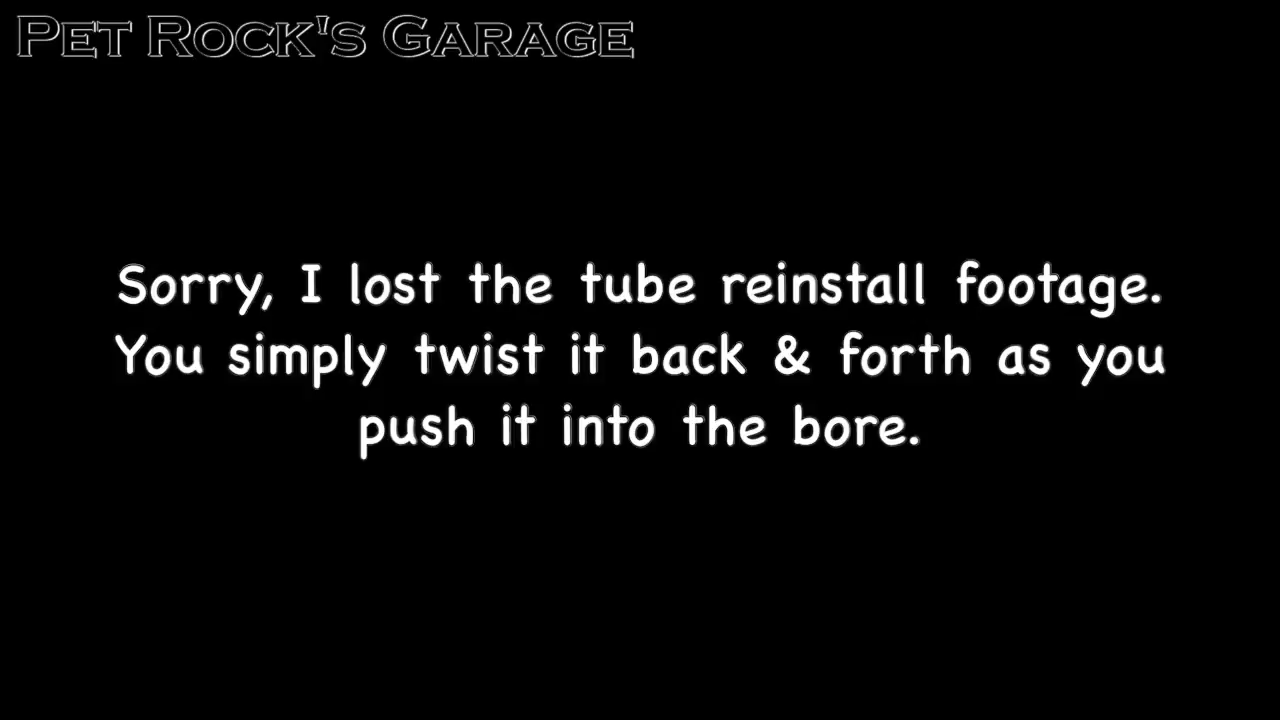 PET ROCK'S GARAGE
Sorry, I lost the tube reinstall footage.
You simply twist it back & forth as you
push it into the bore.